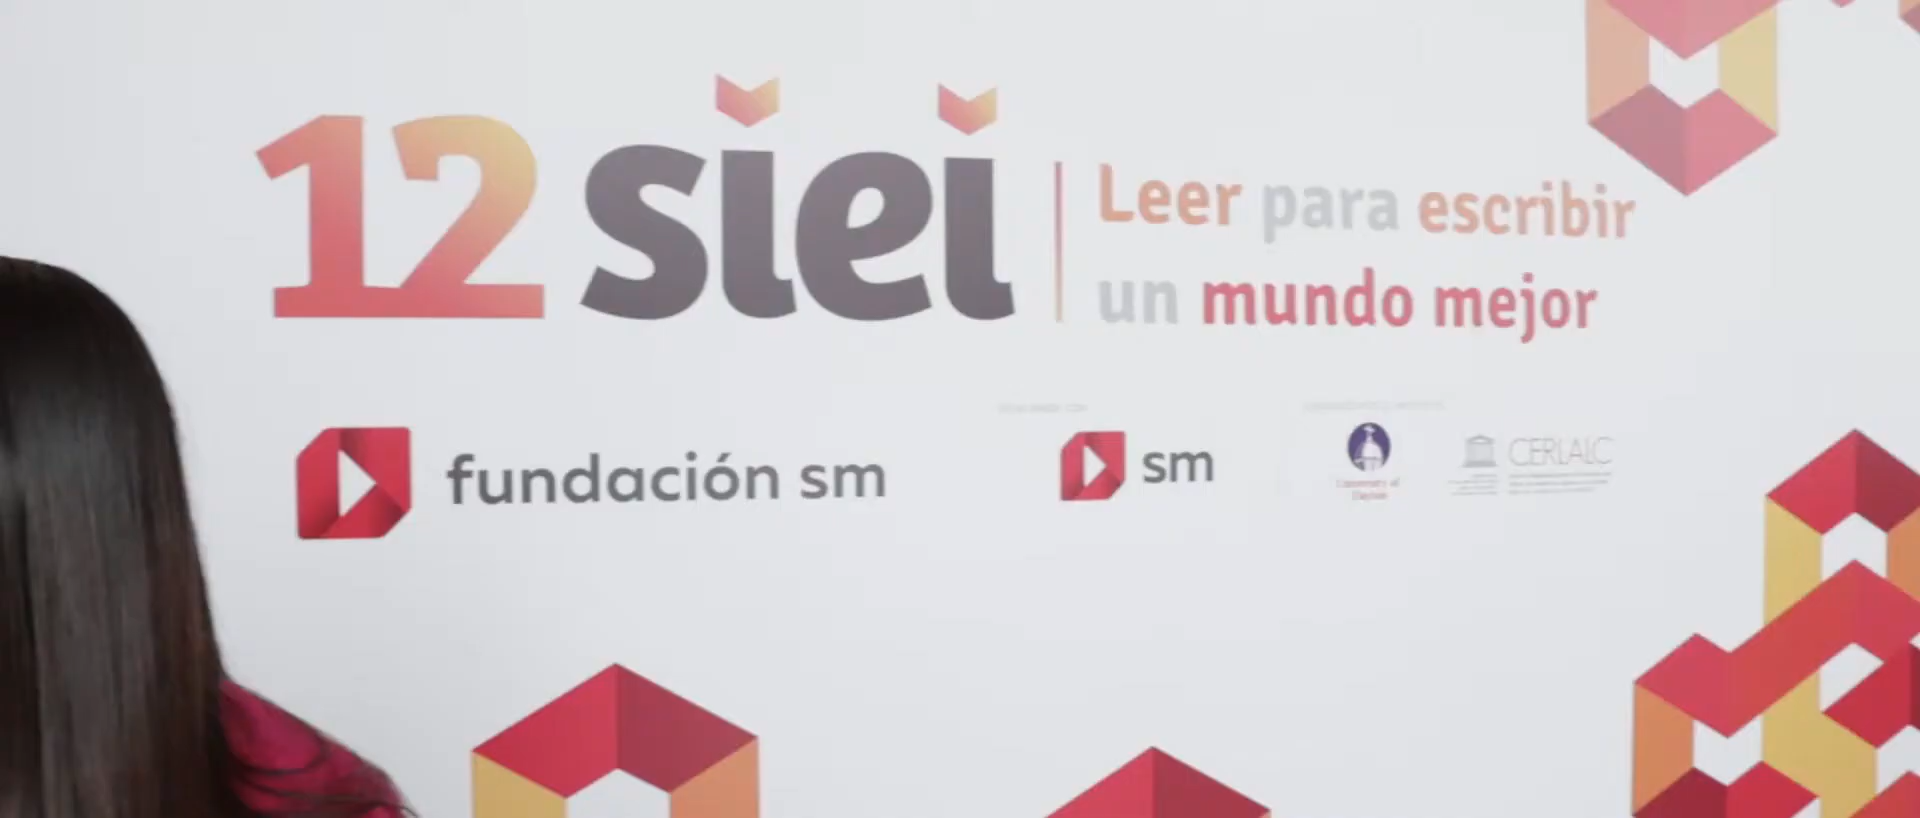 12 siei
Leer para escribir
un mundo mejor
fundación sm
sm
CERLALC